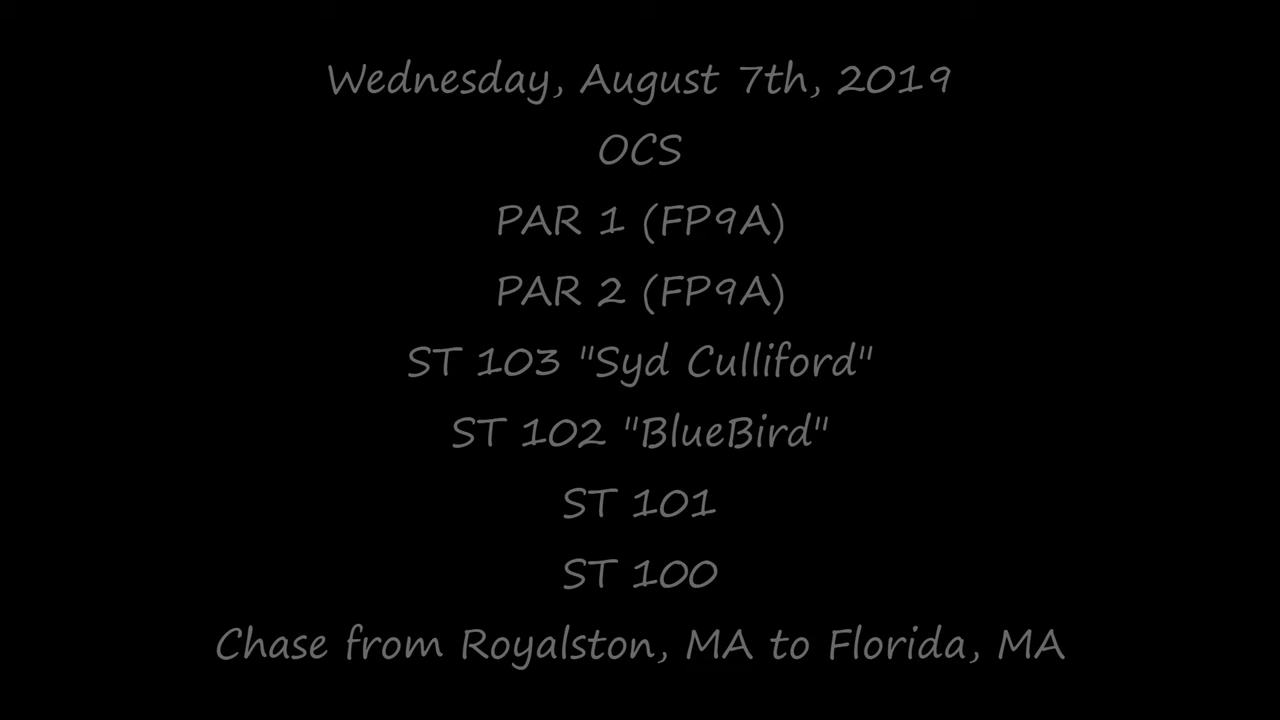 Wednesday, August 7th, 2019
OCS
PAR 1 (FP9A)
PAR 2 (FP9A)
ST 103 "Syd Culliford"
ST 102 "BlueBird"
ST 101
ST 100
Chase from Royalston, MA to Florida, MA